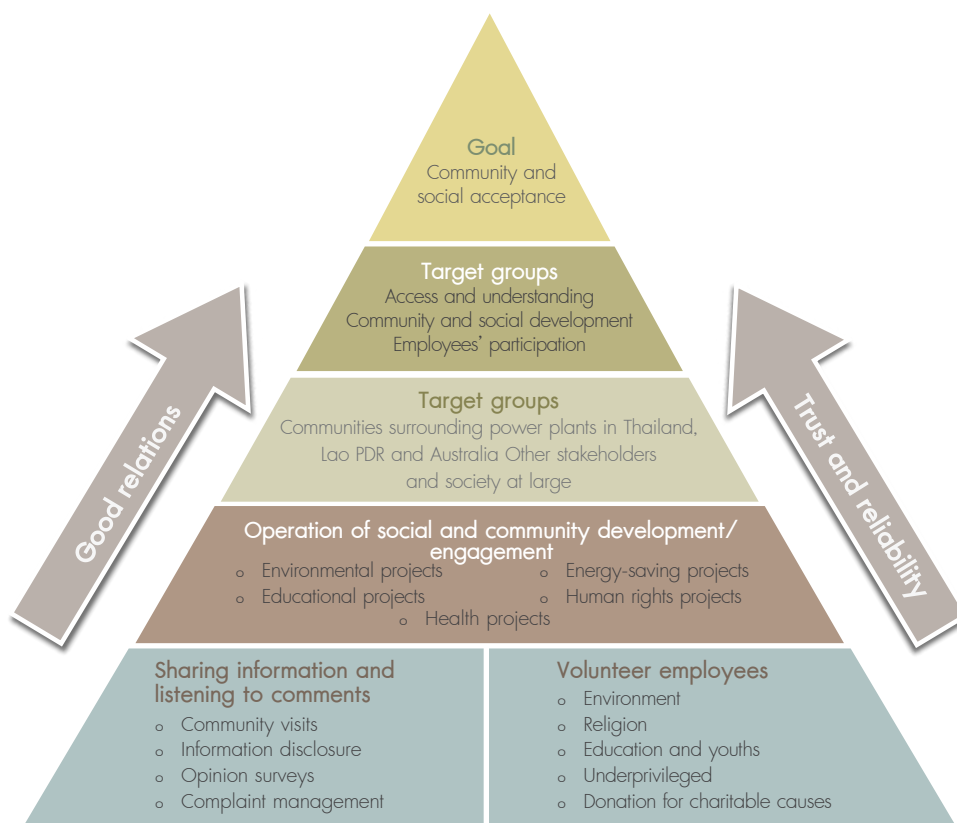 Goal
Community and
social acceptance
Target groups
Access and understanding
Community and social development
Employees' participation
Target groups
Communities surrounding power plants in Thailand,
Lao PDR and Australia Other stakeholders
and society at large
Good relations
Trust and reliability
Operation of social and community development/
engagement
o Environmental projects
o Energy-saving projects
o Educational projects
o Human rights projects
o Health projects
Sharing information and
listening to comments
o Community visits
o Information disclosure
o Opinion surveys
o Complaint management
Volunteer employees
o Environment
o Religion
o Education and youths
o Underprivileged
o Donation for charitable causes